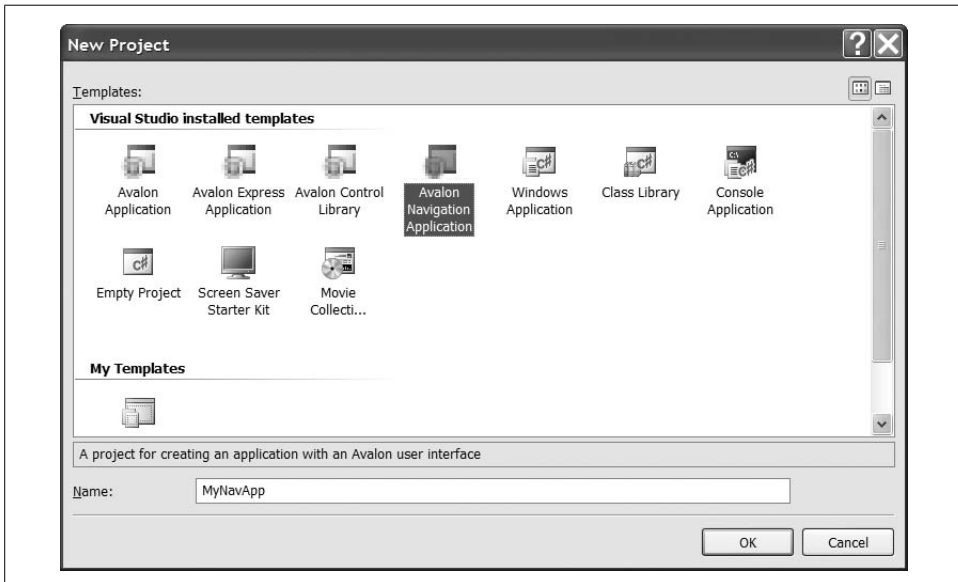 New Project
Templates:
Visual Studio installed templates
Avalon Application
Avalon Express Application
Avalon Control Library
Avalon Navigation Application
Windows Application
Class Library
Console Application
Empty Project
Screen Saver Starter Kit
Movie Collecti...
My Templates
A project for creating an application with an Avalon user interface
Name:
MyNavApp
OK
Cancel